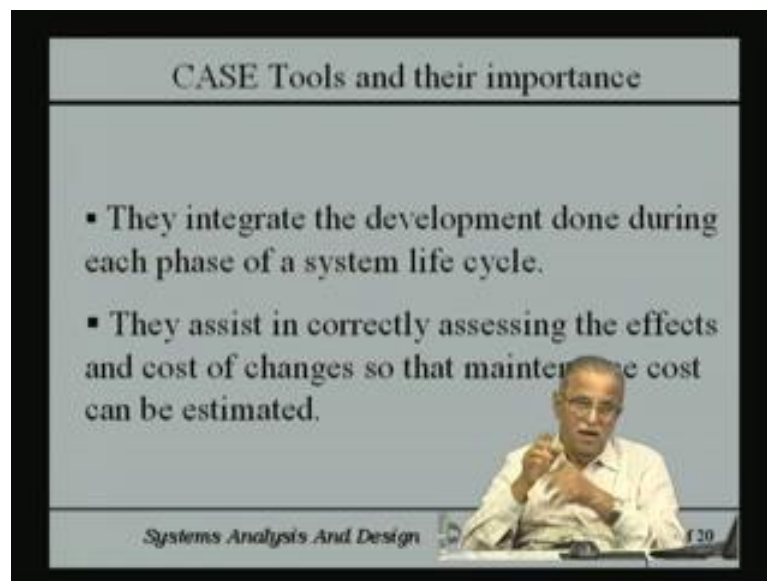 CASE Tools and their importance
▪ They integrate the development done during
each phase of a system life cycle.
▪ They assist in correctly assessing the effects
and cost of changes so that cost
can be estimated.
Systems Analysis And Design
20